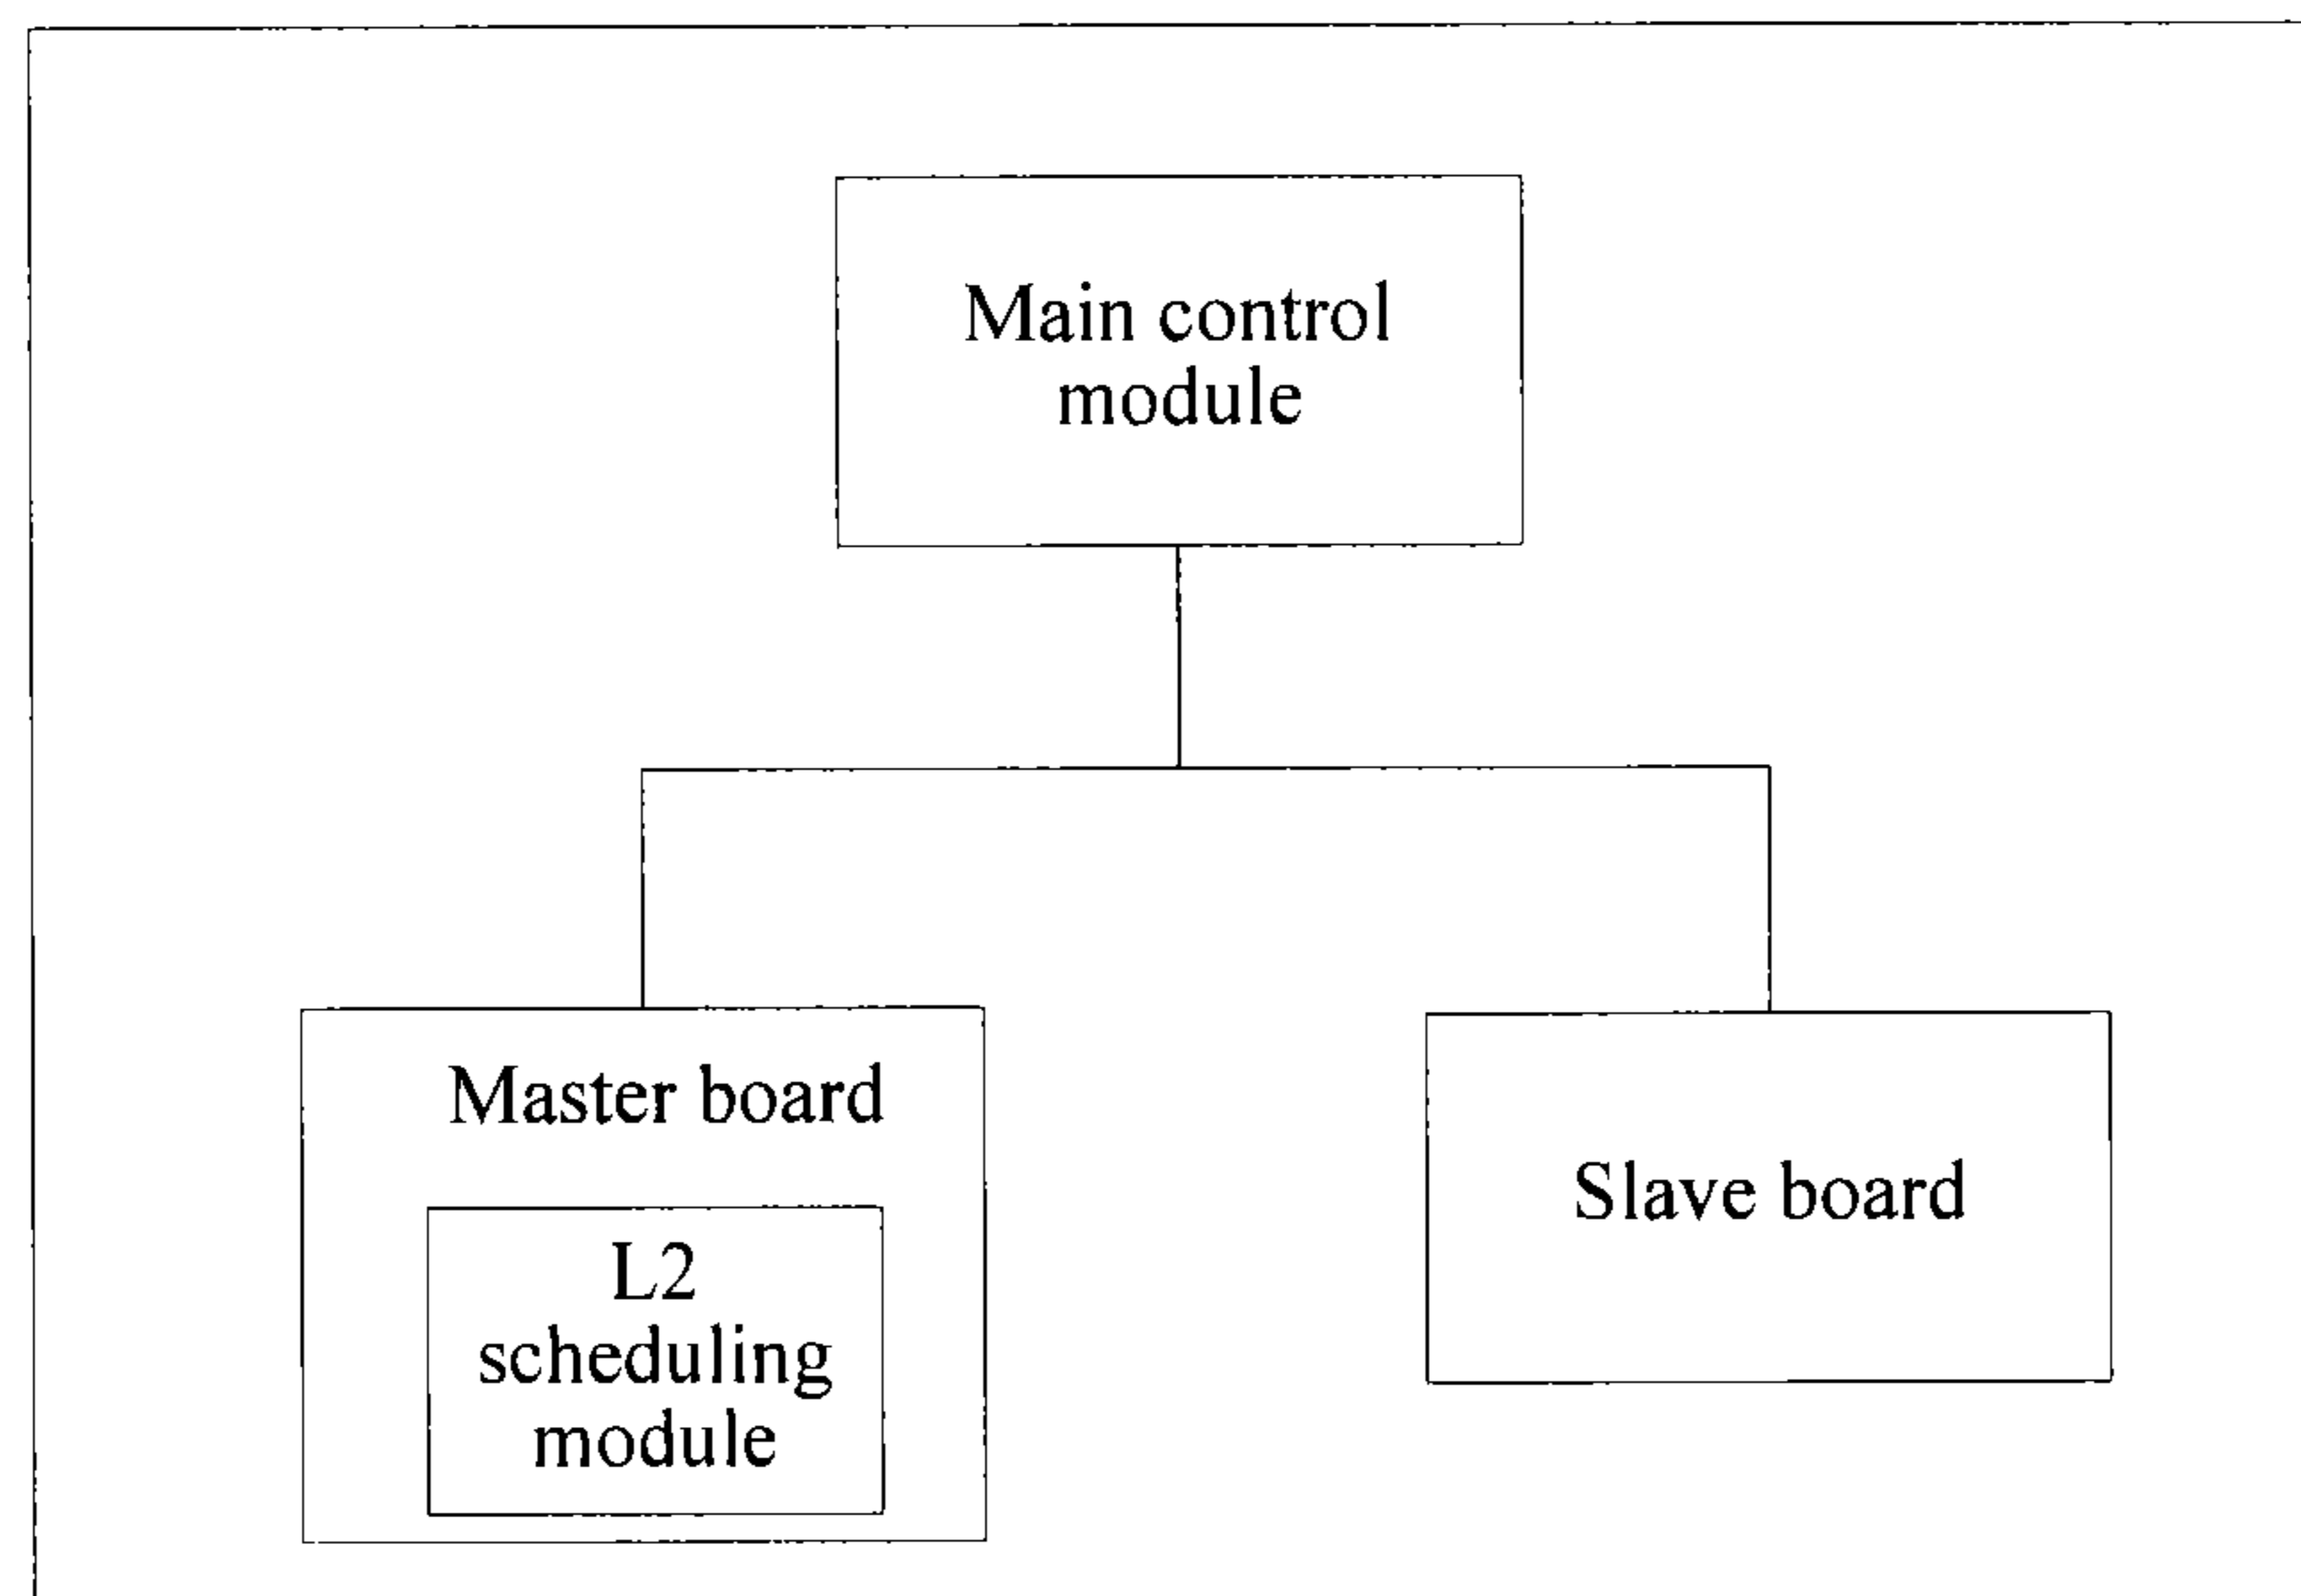 Main control
module
Master board
L2
scheduling
module
Slave board